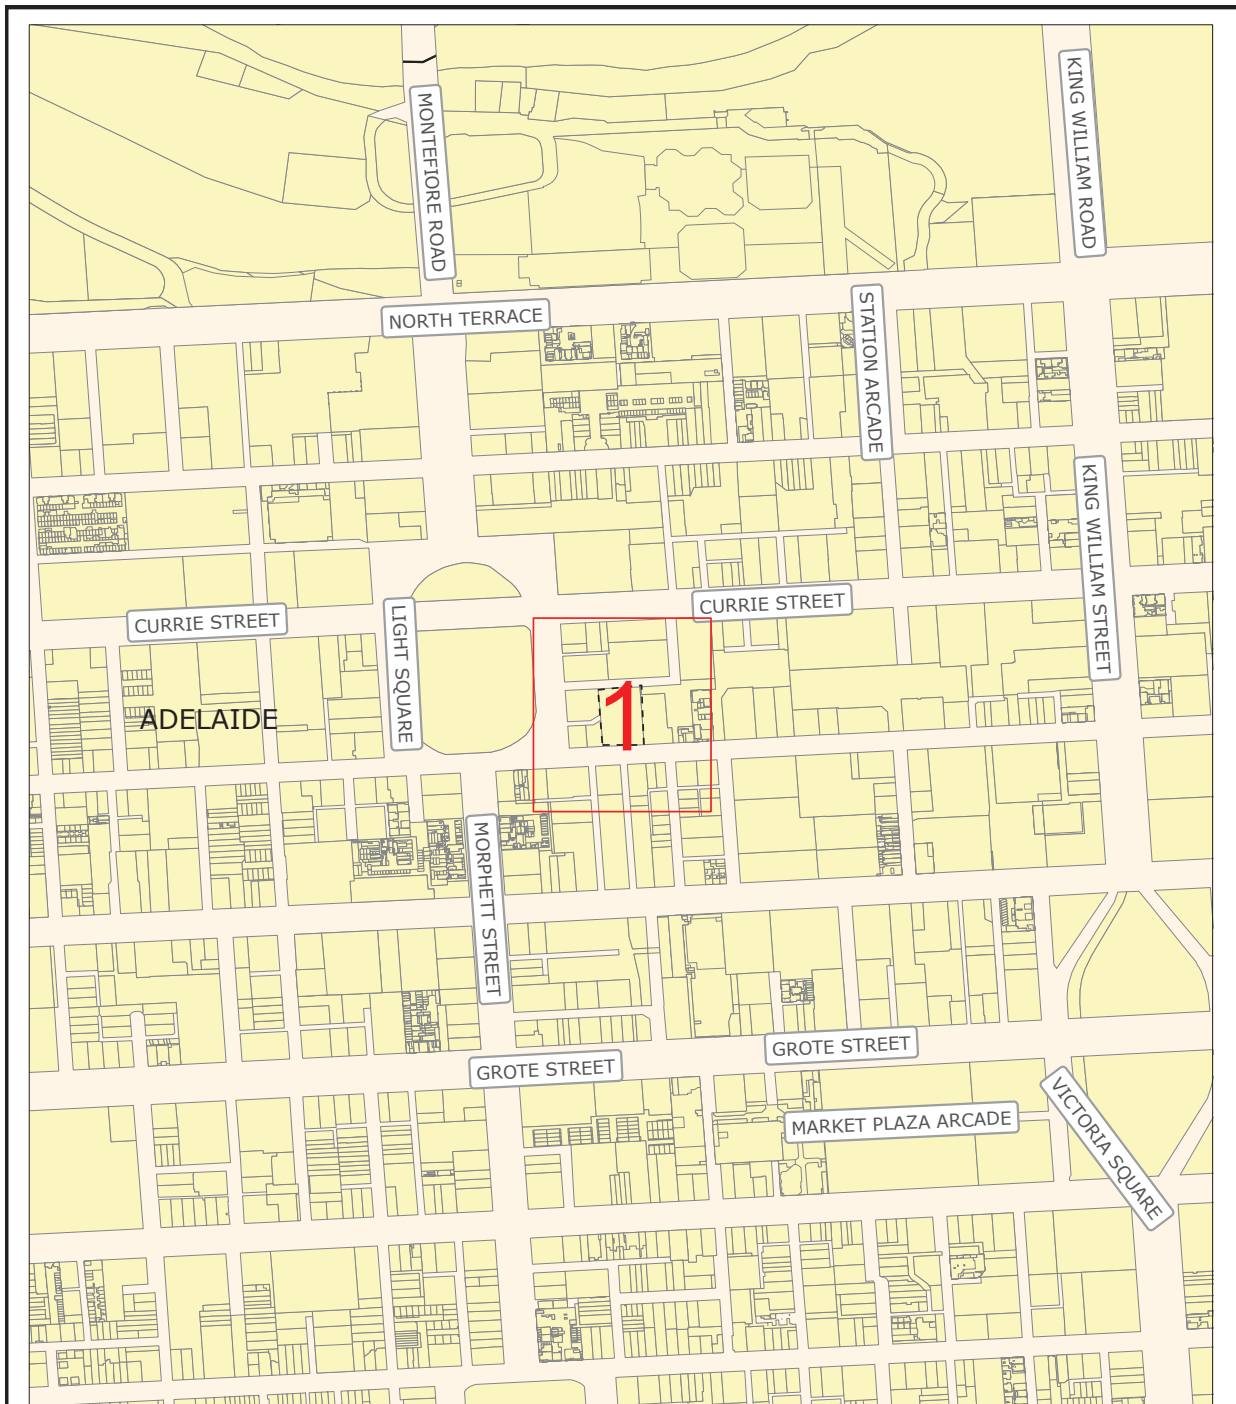 MONTEFIORE ROAD
KING WILLIAM ROAD
NORTH TERRACE
STATION ARCADE
KING WILLIAM STREET
CURRIE STREET
CURRIE STREET
LIGHT SQUARE
ADELAIDE
1
MORPHETT STREET
GROTE STREET
GROTE STREET
MARKET PLAZA ARCADE
VICTORIA SQUARE